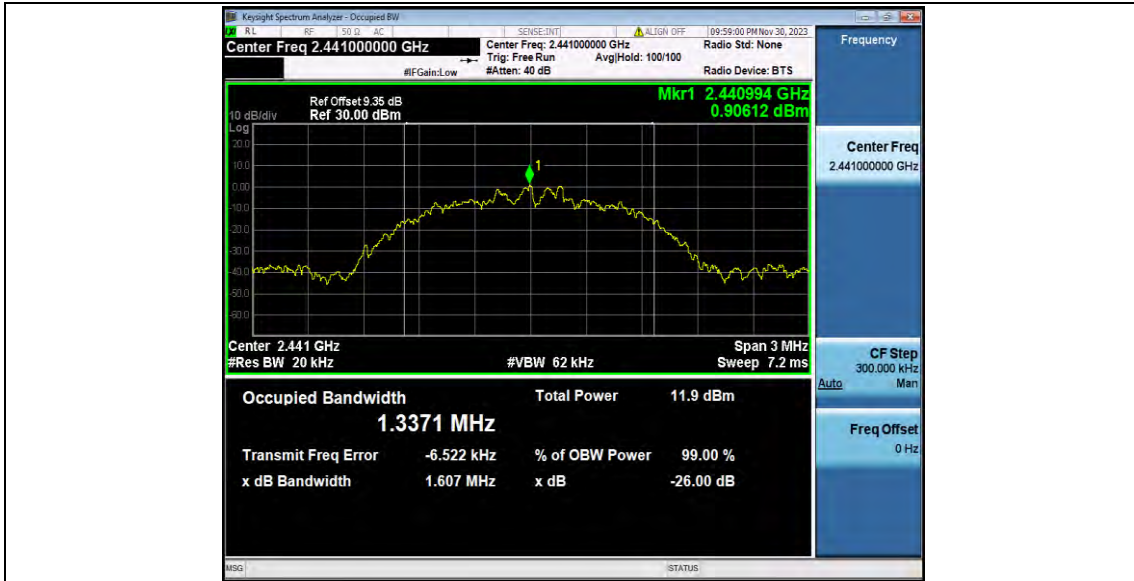 Keysight Spectrum Analyzer - Occupied BW
RL RF 50 Ω AC SENSE:INT ALIGN OFF 09:59:00 PM Nov 30, 2023
Center Freq 2.441000000 GHz
Center Freq: 2.441000000 GHz
Radio Std: None
Trig: Free Run Avg|Hold: 100/100
#IFGain:Low
#Atten: 40 dB
Radio Device: BTS
Frequency
Mkr1 2.440994 GHz
0.90612 dBm
Ref Offset 9.35 dB
10 dB/div Ref 30.00 dBm
Log
20.0
10.0
1
0.00
-10.0
-20.0
-30.0
-40.0
-50.0
-60.0
Center 2.441 GHz Span 3 MHz
#Res BW 20 kHz #VBW 62 kHz Sweep 7.2 ms
Center Freq
2.441000000 GHz
CF Step
300.000 kHz
Auto Man
Freq Offset
0 Hz
Occupied Bandwidth Total Power 11.9 dBm
1.3371 MHz
Transmit Freq Error -6.522 kHz % of OBW Power 99.00 %
x dB Bandwidth 1.607 MHz x dB -26.00 dB
MSG STATUS